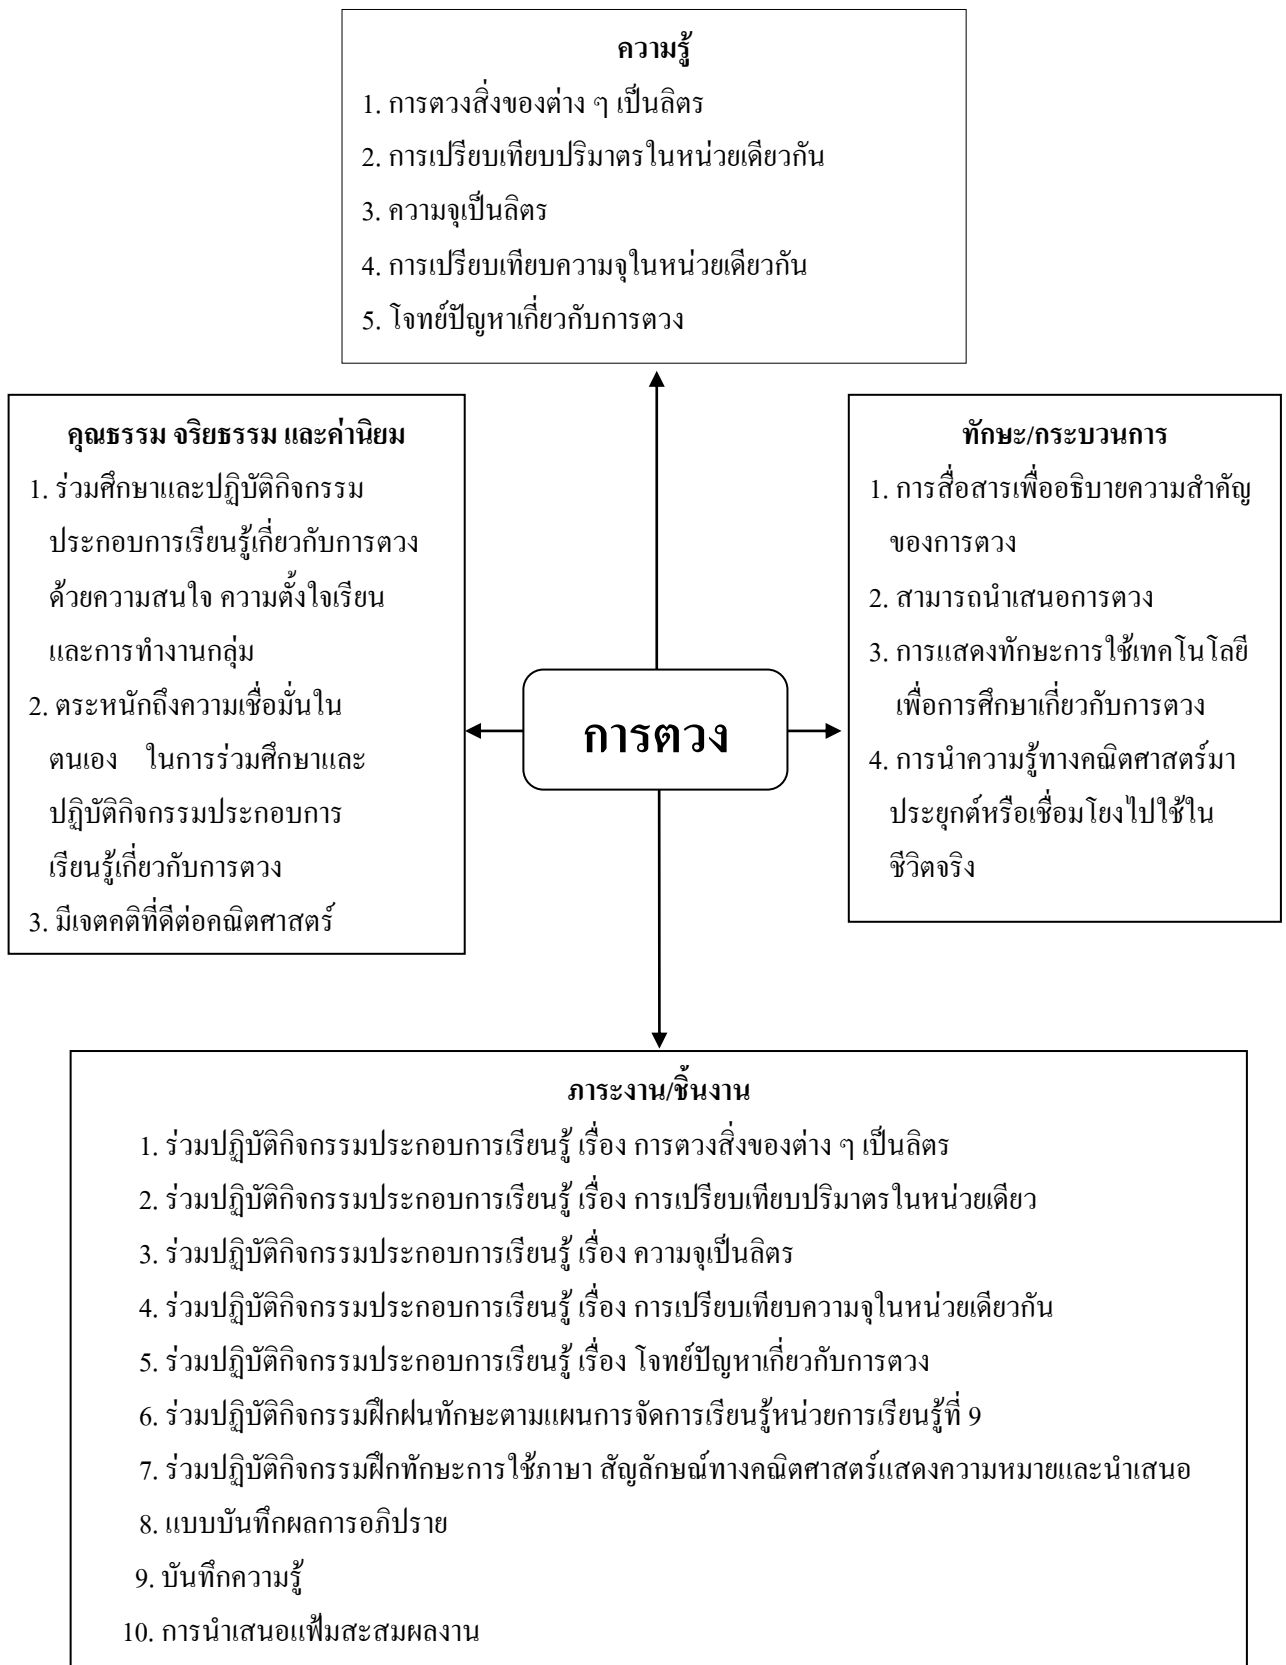 ความรู้
1. การตวงสิ่งของต่าง ๆ เป็นลิตร
2. การเปรียบเทียบปริมาตรในหน่วยเดียวกัน
3. ความจุเป็นลิตร
4. การเปรียบเทียบความจุในหน่วยเดียวกัน
5. โจทย์ปัญหาเกี่ยวกับการตวง
คุณธรรม จริยธรรม และค่านิยม
1. ร่วมศึกษาและปฏิบัติกิจกรรม
ประกอบการเรียนรู้เกี่ยวกับการตวง
ด้วยความสนใจ ความตั้งใจเรียน
และการทำงานกลุ่ม
2. ตระหนักถึงความเชื่อมั่นใน
ตนเอง ในการร่วมศึกษาและ
ปฏิบัติกิจกรรมประกอบการ
เรียนรู้เกี่ยวกับการตวง
3. มีเจตคติที่ดีต่อคณิตศาสตร์
การตวง
ทักษะ/กระบวนการ
1. การสื่อสารเพื่ออธิบายความสำคัญ
ของการตวง
2. สามารถนำเสนอการตวง
3. การแสดงทักษะการใช้เทคโนโลยี
เพื่อการศึกษาเกี่ยวกับการตวง
4. การนำความรู้ทางคณิตศาสตร์มา
ประยุกต์หรือเชื่อมโยงไปใช้ใน
ชีวิตจริง
ภาระงาน/ชิ้นงาน
1. ร่วมปฏิบัติกิจกรรมประกอบการเรียนรู้ เรื่อง การตวงสิ่งของต่าง ๆ เป็นลิตร
2. ร่วมปฏิบัติกิจกรรมประกอบการเรียนรู้ เรื่อง การเปรียบเทียบปริมาตรในหน่วยเดียว
3. ร่วมปฏิบัติกิจกรรมประกอบการเรียนรู้ เรื่อง ความจุเป็นลิตร
4. ร่วมปฏิบัติกิจกรรมประกอบการเรียนรู้ เรื่อง การเปรียบเทียบความจุในหน่วยเดียวกัน
5. ร่วมปฏิบัติกิจกรรมประกอบการเรียนรู้ เรื่อง โจทย์ปัญหาเกี่ยวกับการตวง
6. ร่วมปฏิบัติกิจกรรมฝึกฝนทักษะตามแผนการจัดการเรียนรู้หน่วยการเรียนรู้ที่ 9
7. ร่วมปฏิบัติกิจกรรมฝึกทักษะการใช้ภาษา สัญลักษณ์ทางคณิตศาสตร์แสดงความหมายและนำเสนอ
8. แบบบันทึกผลการอภิปราย
9. บันทึกความรู้
10. การนำเสนอแฟ้มสะสมผลงาน